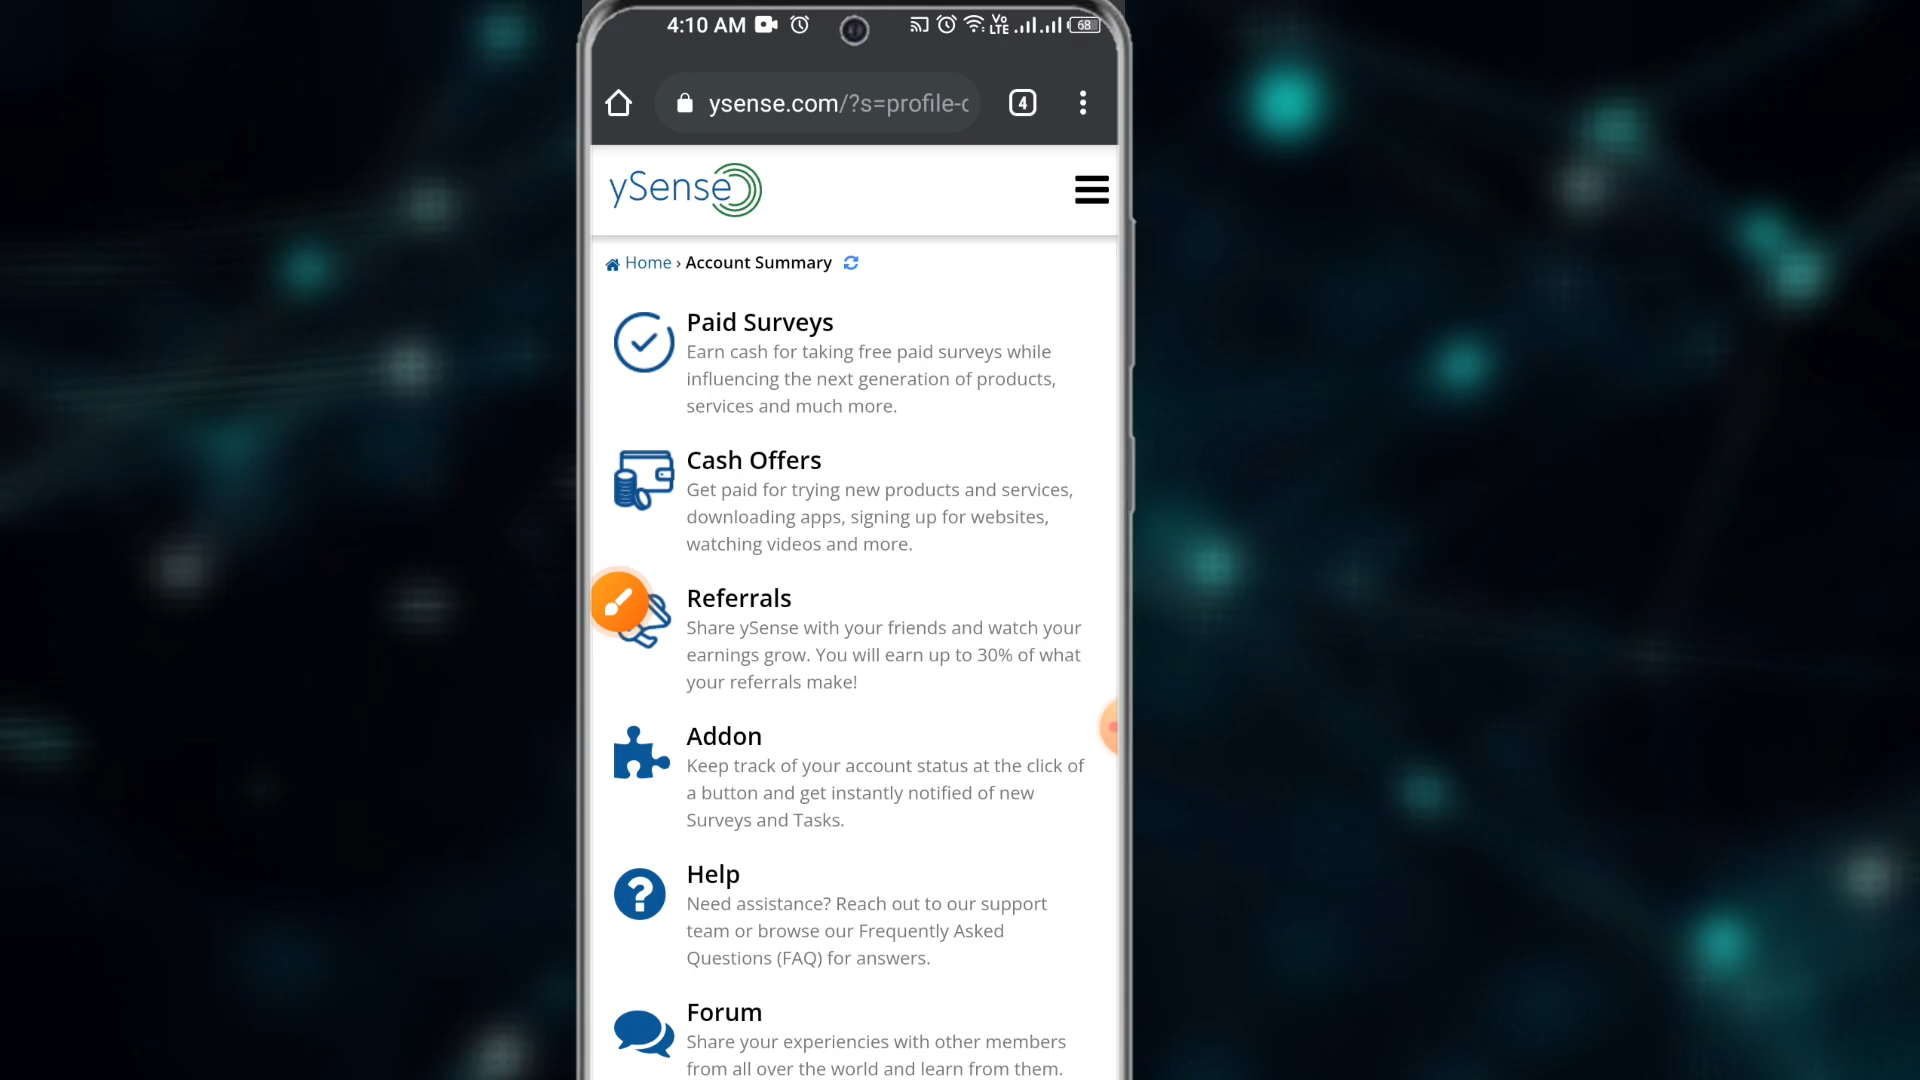 4:10 AM
Vo
LTE
68
ysense.com/?s=profile-c
4
ySense
Home › Account Summary
Paid Surveys
Earn cash for taking free paid surveys while
influencing the next generation of products,
services and much more.
Cash Offers
Get paid for trying new products and services,
downloading apps, signing up for websites,
watching videos and more.
Referrals
Share ySense with your friends and watch your
earnings grow. You will earn up to 30% of what
your referrals make!
Addon
Keep track of your account status at the click of
a button and get instantly notified of new
Surveys and Tasks.
Help
Need assistance? Reach out to our support
team or browse our Frequently Asked
Questions (FAQ) for answers.
Forum
Share your experiences with other members
from all over the world and learn from them.